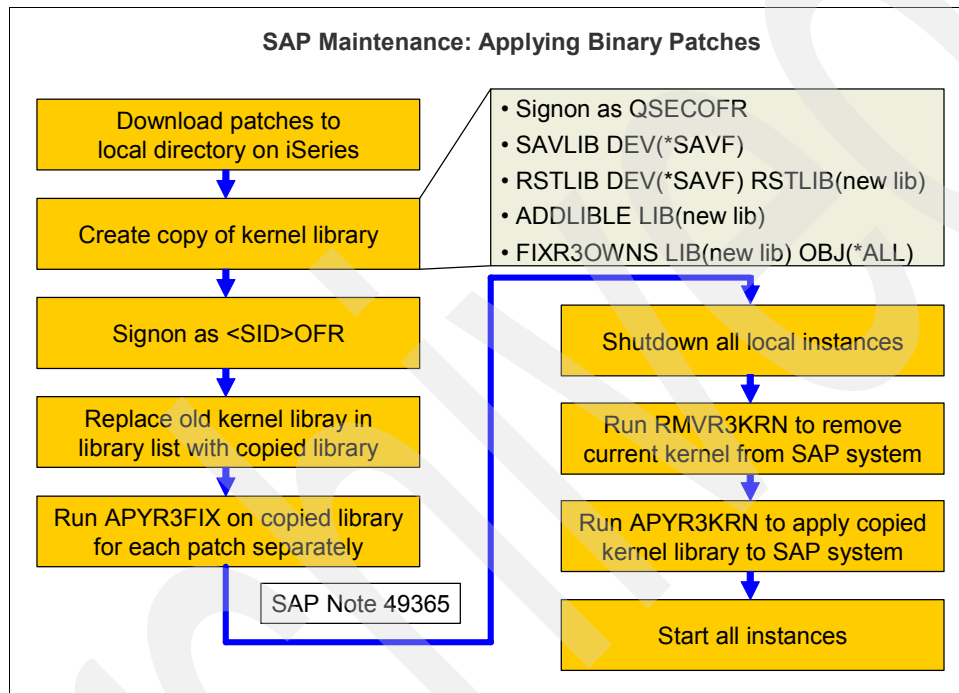 SAP Maintenance: Applying Binary Patches
Download patches to
local directory on iSeries
Create copy of kernel library
• Signon as QSECOFR
• SAVLIB DEV(*SAVF)
• RSTLIB DEV(*SAVF) RSTLIB(new lib)
• ADDLIBLE LIB(new lib)
• FIXR3OWNS LIB(new lib) OBJ(*ALL)
Signon as <SID>OFR
Replace old kernel libray in
library list with copied library
Run APYR3FIX on copied library
for each patch separately
SAP Note 49365
Shutdown all local instances
Run RMVR3KRN to remove
current kernel from SAP system
Run APYR3KRN to apply copied
kernel library to SAP system
Start all instances